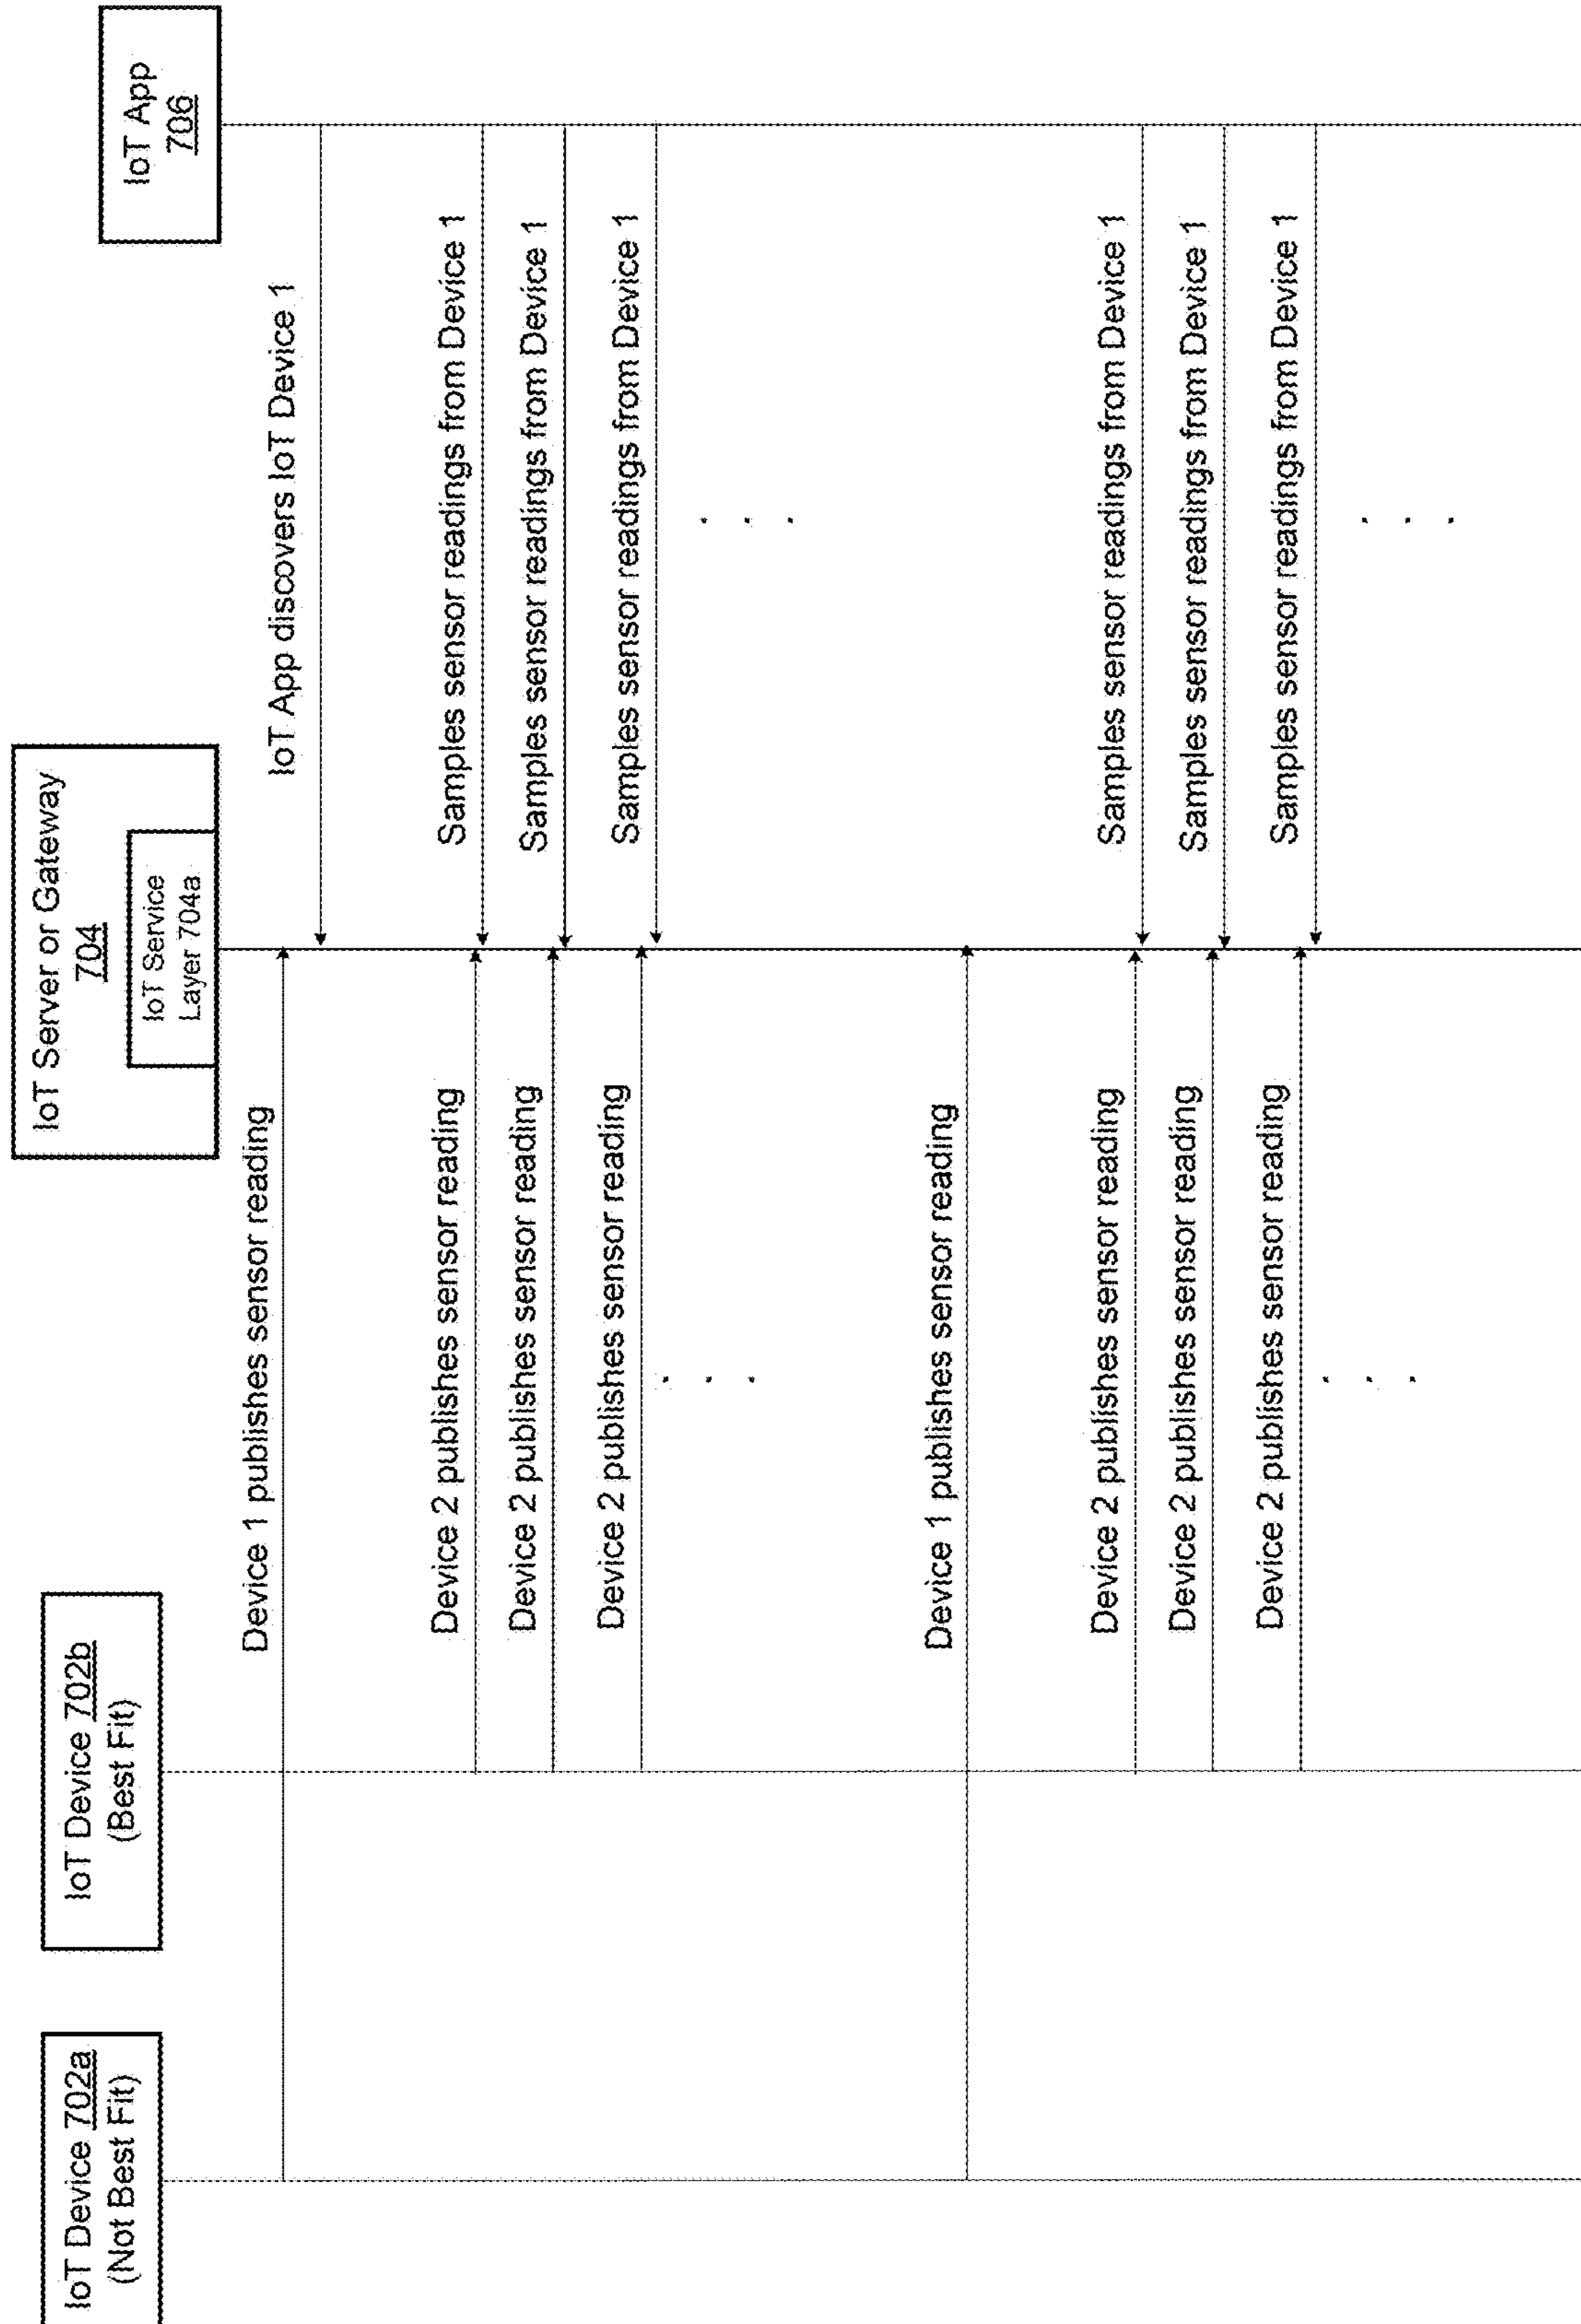 IoT Device 702a
(Not Best Fit)
IoT Device 702b
(Best Fit)
IoT Server or Gateway
704
IoT Service
Layer 704a
IoT App
706
Device 1 publishes sensor reading
IoT App discovers IoT Device 1
Device 2 publishes sensor reading
Samples sensor readings from Device 1
Device 2 publishes sensor reading
Samples sensor readings from Device 1
Device 2 publishes sensor reading
Samples sensor readings from Device 1
. . .
. . .
Device 1 publishes sensor reading
Device 2 publishes sensor reading
Samples sensor readings from Device 1
Device 2 publishes sensor reading
Samples sensor readings from Device 1
Device 2 publishes sensor reading
Samples sensor readings from Device 1
. . .
. . .